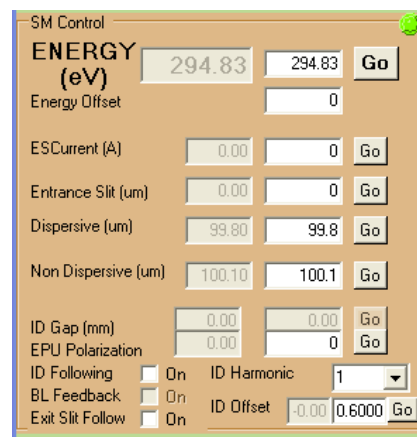 SM Control
ENERGY (eV) 294.83 294.83 Go
Energy Offset 0
ESCurrent (A) 0.00 0 Go
Entrance Slit (um) 0.00 0 Go
Dispersive (um) 99.80 99.8 Go
Non Dispersive (um) 100.10 100.1 Go
ID Gap (mm) 0.00 0.00 Go
EPU Polarization 0.00 0 Go
ID Following On ID Harmonic 1
BL Feedback On
Exit Slit Follow On ID Offset -0.00 0.6000 Go